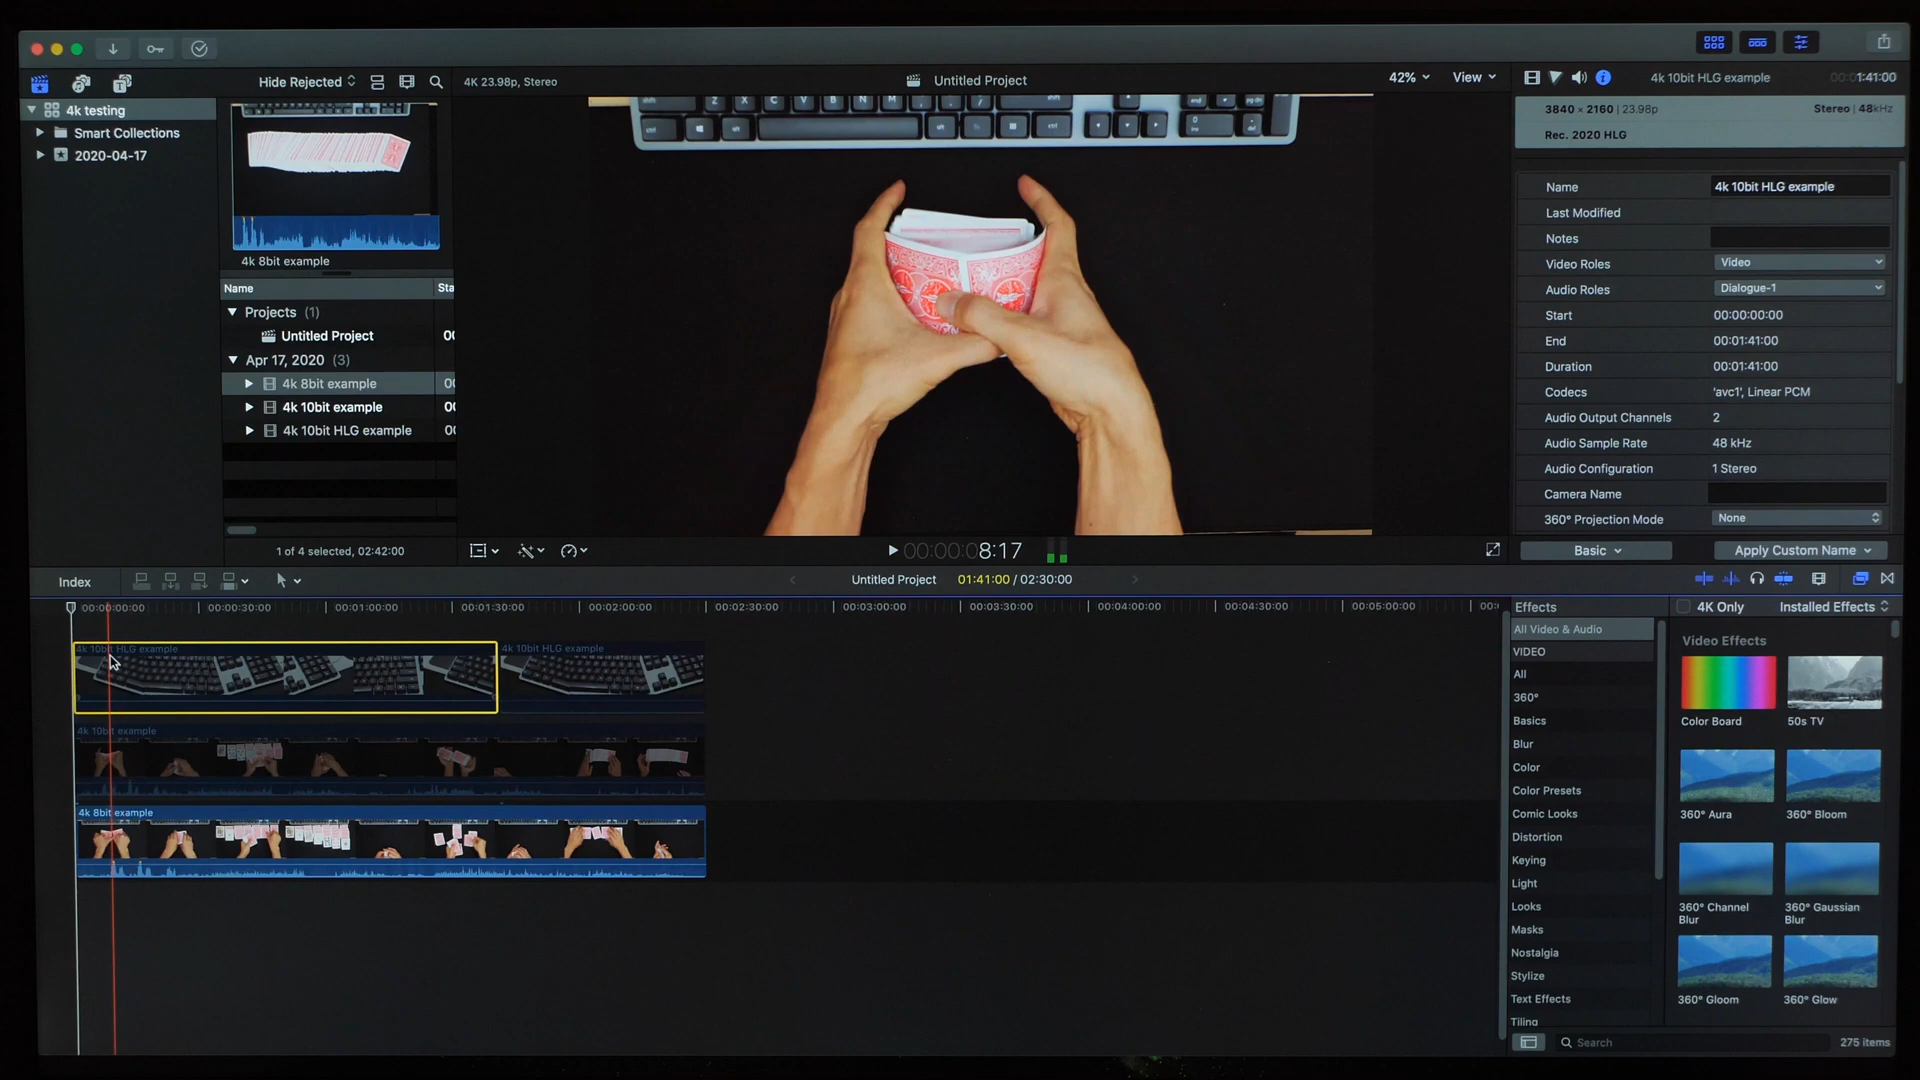 Hide Rejected
4K 23.98p, Stereo
Untitled Project
42%
View
4k 10bit HLG example
1:41:00
4k testing
Smart Collections
2020-04-17
4k 8bit example
Name
Sta
Projects (1)
Untitled Project
Apr 17, 2020 (3)
4k 8bit example
4k 10bit example
4k 10bit HLG example
1 of 4 selected, 02:42:00
Z X C V B N M
shift
ctrl
alt
ctrl
00:00:08:17
3840 × 2160 | 23.98p
Stereo | 48kHz
Rec. 2020 HLG
Name 4k 10bit HLG example
Last Modified
Notes
Video Roles Video
Audio Roles Dialogue-1
Start 00:00:00:00
End 00:01:41:00
Duration 00:01:41:00
Codecs 'avc1', Linear PCM
Audio Output Channels 2
Audio Sample Rate 48 kHz
Audio Configuration 1 Stereo
Camera Name
360° Projection Mode None
Basic
Apply Custom Name
Index
Untitled Project 01:41:00 / 02:30:00
00:00:00:00 00:00:30:00 00:01:00:00 00:01:30:00 00:02:00:00 00:02:30:00 00:03:00:00 00:03:30:00 00:04:00:00 00:04:30:00 00:05:00:00
4k 10bit HLG example
4k 10bit HLG example
4k 10bit example
4k 8bit example
Effects
4K Only
Installed Effects
All Video & Audio
VIDEO
All
360°
Basics
Blur
Color
Color Presets
Comic Looks
Distortion
Keying
Light
Looks
Masks
Nostalgia
Stylize
Text Effects
Tiling
Video Effects
Color Board
50s TV
360° Aura
360° Bloom
360° Channel Blur
360° Gaussian Blur
360° Gloom
360° Glow
Search
275 items